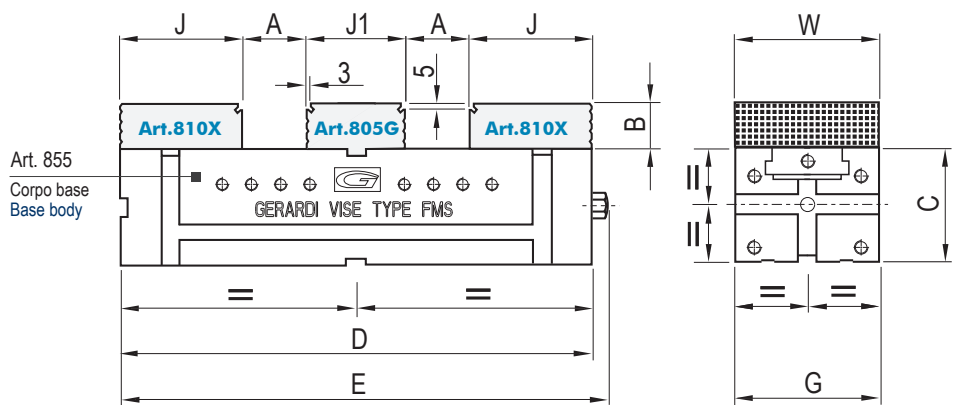 J A J1 A J
3 5
Art.810X Art.805G Art.810X
B
Art. 855
Corpo base
Base body
G
GERARDI VISE TYPE FMS
= =
D
E
W
= =
C
= =
G